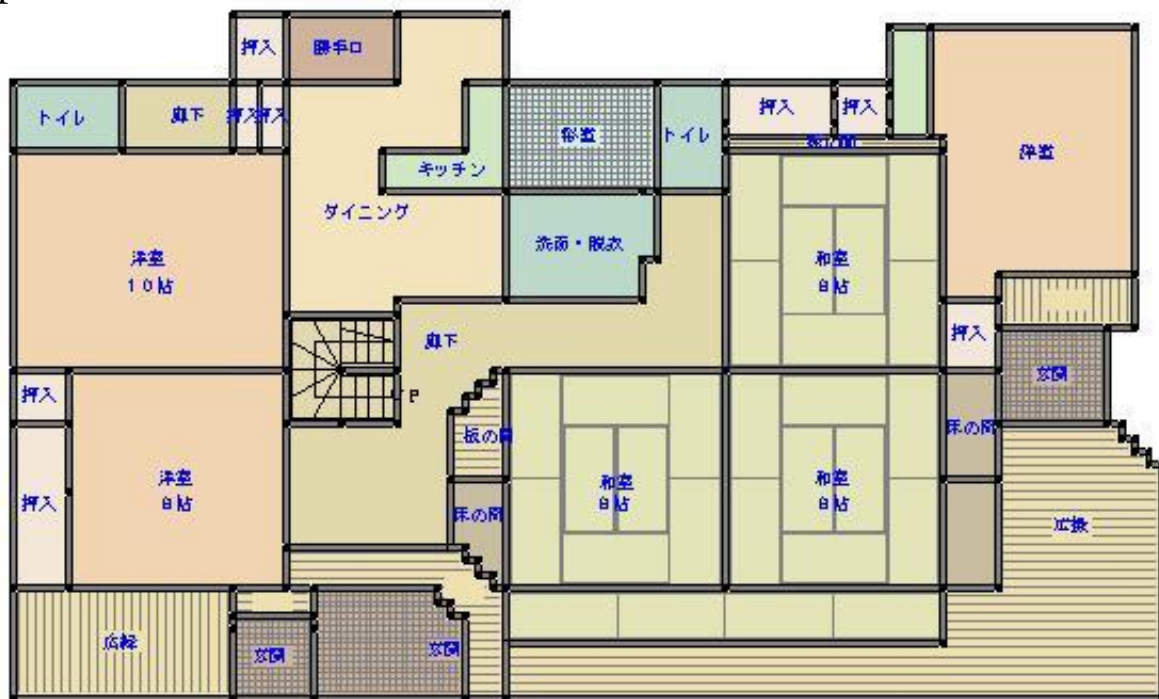 押入
勝手口
トイレ
廊下
押入
押入
押入
押入
浴室
トイレ
キッチン
洋室
ダイニング
洗面・脱衣
洋室
10帖
和室
8帖
廊下
押入
玄関
押入
UP
板の間
床の間
洋室
8帖
押入
和室
8帖
和室
8帖
床の間
広縁
広縁
玄関
玄関